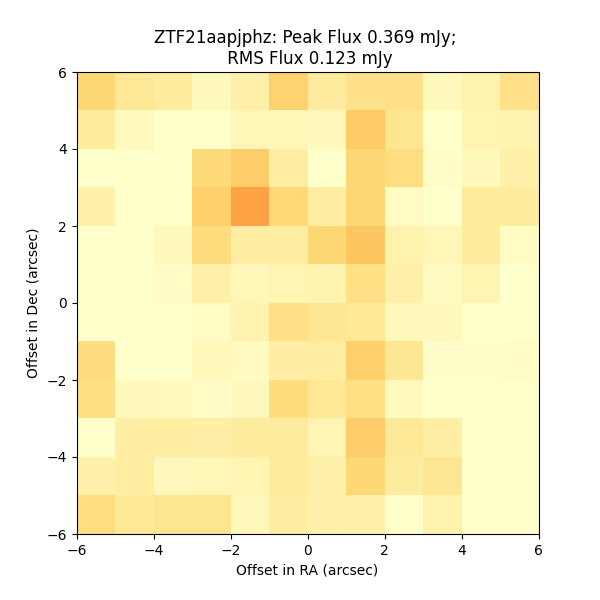 ZTF21aapjphz: Peak Flux 0.369 mJy;
RMS Flux 0.123 mJy
6
4
2
0
−2
−4
−6
Offset in Dec (arcsec)
−6 −4 −2 0 2 4 6
Offset in RA (arcsec)